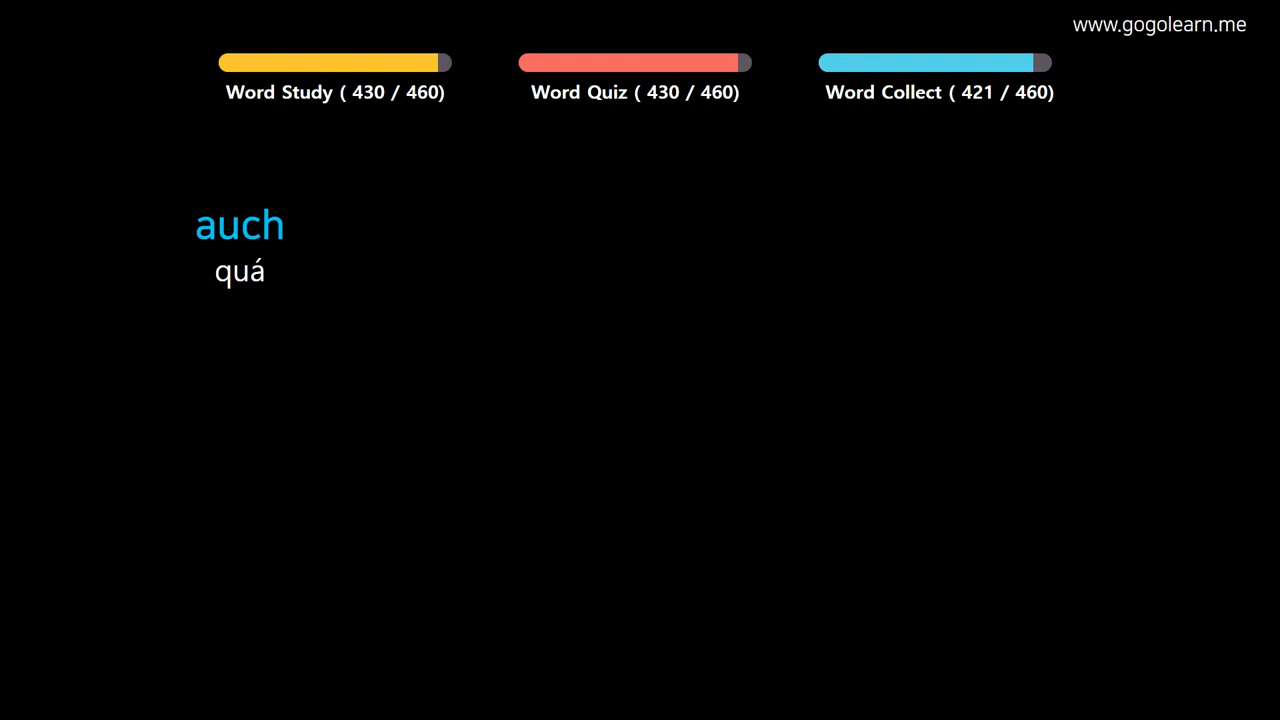 www.gogolearn.me
Word Study ( 430 / 460)
Word Quiz ( 430 / 460)
Word Collect ( 421 / 460)
auch
quá